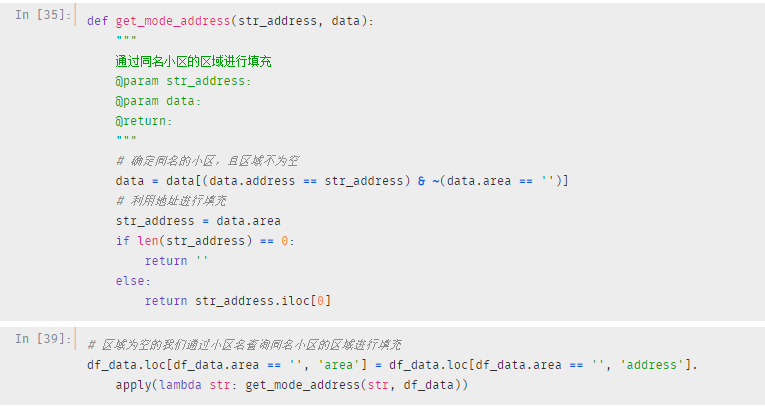 In [35]:
def get_mode_address(str_address, data):
"""
通过同名小区的区域进行填充
@param str_address:
@param data:
@return:
"""
# 确定同名的小区，且区域不为空
data = data[(data.address == str_address) & ~(data.area == '')]
# 利用地址进行填充
str_address = data.area
if len(str_address) == 0:
return ''
else:
return str_address.iloc[0]
In [39]:
# 区域为空的我们通过小区名查询同名小区的区域进行填充
df_data.loc[df_data.area == '', 'area'] = df_data.loc[df_data.area == '', 'address'].
apply(lambda str: get_mode_address(str, df_data))